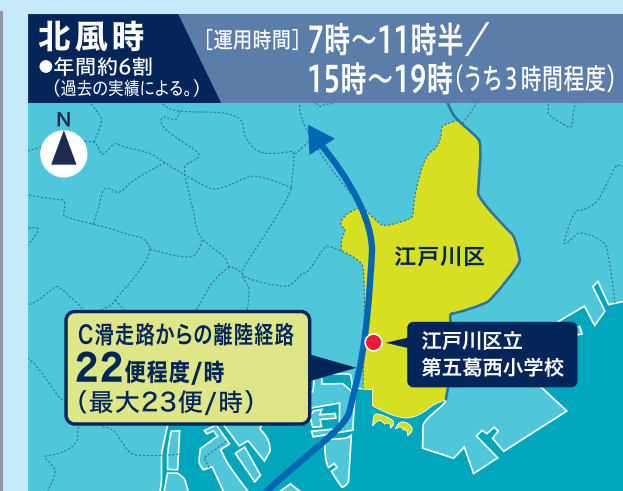 北風時
●年間約6割
(過去の実績による。)
［運用時間］7時～11時半／
15時～19時(うち3時間程度)
N
江戸川区
C滑走路からの離陸経路
22便程度/時
(最大23便/時)
江戸川区立
第五葛西小学校